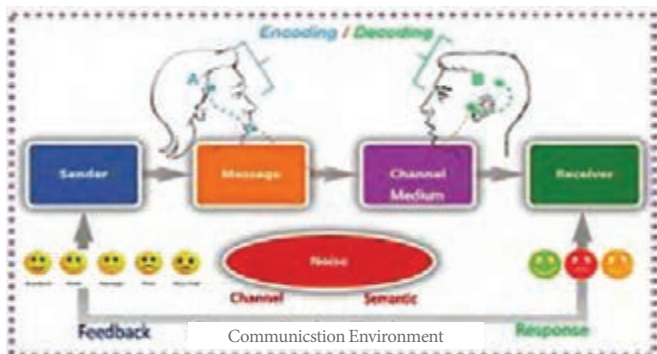 Encoding / Decoding
A
B
Sender
Message
Channel
Medium
Receiver
Noise
Channel
Semantic
Feedback
Communicstion Environment
Response